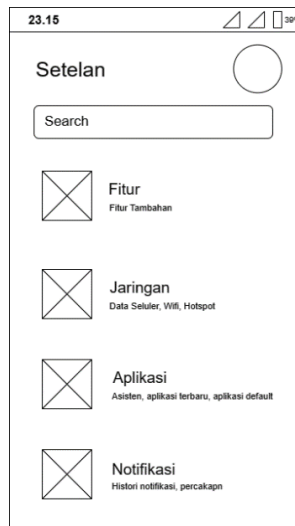 23.15
39%
Setelan
Search
Fitur
Fitur Tambahan
Jaringan
Data Seluler, Wifi, Hotspot
Aplikasi
Asisten, aplikasi terbaru, aplikasi default
Notifikasi
Histori notifikasi, percakapn